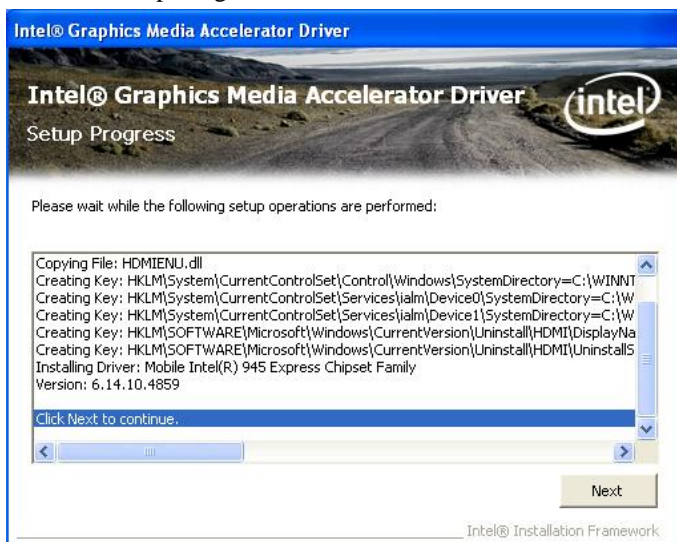 Intel® Graphics Media Accelerator Driver
Intel® Graphics Media Accelerator Driver
intel
Setup Progress
Please wait while the following setup operations are performed:
Copying File: HDMIENU.dll
Creating Key: HKLM\System\CurrentControlSet\Control\Windows\SystemDirectory=C:\WINNT
Creating Key: HKLM\System\CurrentControlSet\Services\ialm\Device0\SystemDirectory=C:\W
Creating Key: HKLM\System\CurrentControlSet\Services\ialm\Device1\SystemDirectory=C:\W
Creating Key: HKLM\SOFTWARE\Microsoft\Windows\CurrentVersion\Uninstall\HDMI\DisplayNa
Creating Key: HKLM\SOFTWARE\Microsoft\Windows\CurrentVersion\Uninstall\HDMI\UninstallS
Installing Driver: Mobile Intel(R) 945 Express Chipset Family
Version: 6.14.10.4859
Click Next to continue.
Next
Intel® Installation Framework